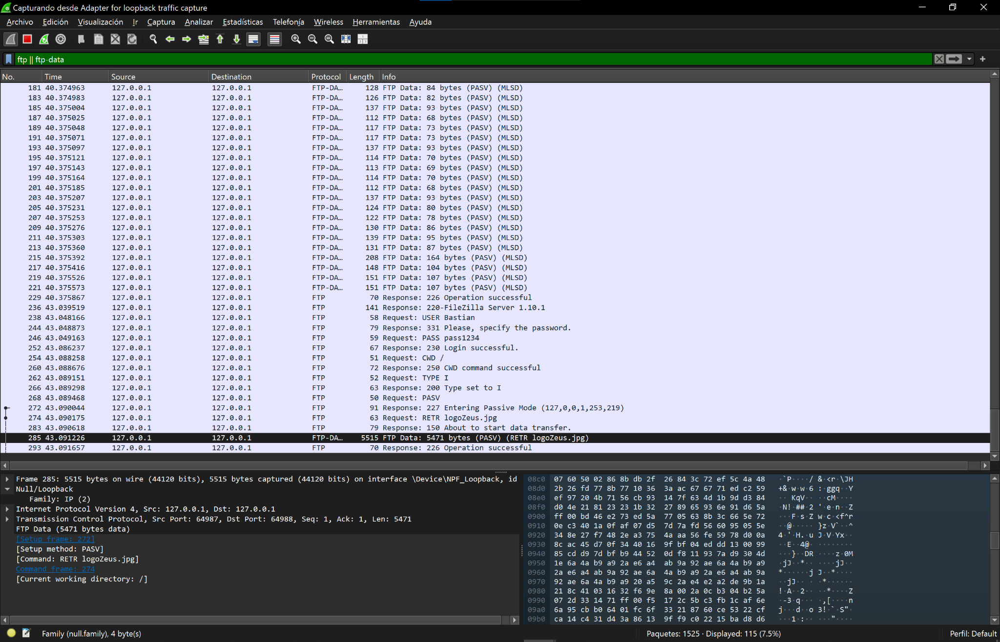 Capturando desde Adapter for loopback traffic capture
Archivo Edición Visualización Ir Captura Analizar Estadísticas Telefonía Wireless Herramientas Ayuda
ftp || ftp-data
No. Time Source Destination Protocol Length Info
181 40.374963 127.0.0.1 127.0.0.1 FTP-DA… 128 FTP Data: 84 bytes (PASV) (MLSD)
183 40.374983 127.0.0.1 127.0.0.1 FTP-DA… 126 FTP Data: 82 bytes (PASV) (MLSD)
185 40.375004 127.0.0.1 127.0.0.1 FTP-DA… 137 FTP Data: 93 bytes (PASV) (MLSD)
187 40.375025 127.0.0.1 127.0.0.1 FTP-DA… 112 FTP Data: 68 bytes (PASV) (MLSD)
189 40.375048 127.0.0.1 127.0.0.1 FTP-DA… 117 FTP Data: 73 bytes (PASV) (MLSD)
191 40.375071 127.0.0.1 127.0.0.1 FTP-DA… 117 FTP Data: 73 bytes (PASV) (MLSD)
193 40.375097 127.0.0.1 127.0.0.1 FTP-DA… 137 FTP Data: 93 bytes (PASV) (MLSD)
195 40.375121 127.0.0.1 127.0.0.1 FTP-DA… 114 FTP Data: 70 bytes (PASV) (MLSD)
197 40.375143 127.0.0.1 127.0.0.1 FTP-DA… 113 FTP Data: 69 bytes (PASV) (MLSD)
199 40.375164 127.0.0.1 127.0.0.1 FTP-DA… 114 FTP Data: 70 bytes (PASV) (MLSD)
201 40.375185 127.0.0.1 127.0.0.1 FTP-DA… 112 FTP Data: 68 bytes (PASV) (MLSD)
203 40.375207 127.0.0.1 127.0.0.1 FTP-DA… 137 FTP Data: 93 bytes (PASV) (MLSD)
205 40.375231 127.0.0.1 127.0.0.1 FTP-DA… 124 FTP Data: 80 bytes (PASV) (MLSD)
207 40.375253 127.0.0.1 127.0.0.1 FTP-DA… 122 FTP Data: 78 bytes (PASV) (MLSD)
209 40.375276 127.0.0.1 127.0.0.1 FTP-DA… 130 FTP Data: 86 bytes (PASV) (MLSD)
211 40.375303 127.0.0.1 127.0.0.1 FTP-DA… 139 FTP Data: 95 bytes (PASV) (MLSD)
213 40.375360 127.0.0.1 127.0.0.1 FTP-DA… 131 FTP Data: 87 bytes (PASV) (MLSD)
215 40.375392 127.0.0.1 127.0.0.1 FTP-DA… 208 FTP Data: 164 bytes (PASV) (MLSD)
217 40.375416 127.0.0.1 127.0.0.1 FTP-DA… 148 FTP Data: 104 bytes (PASV) (MLSD)
219 40.375526 127.0.0.1 127.0.0.1 FTP-DA… 151 FTP Data: 107 bytes (PASV) (MLSD)
221 40.375573 127.0.0.1 127.0.0.1 FTP-DA… 151 FTP Data: 107 bytes (PASV) (MLSD)
229 40.375867 127.0.0.1 127.0.0.1 FTP 70 Response: 226 Operation successful
236 43.039519 127.0.0.1 127.0.0.1 FTP 141 Response: 220-FileZilla Server 1.10.1
238 43.048166 127.0.0.1 127.0.0.1 FTP 58 Request: USER Bastian
244 43.048873 127.0.0.1 127.0.0.1 FTP 79 Response: 331 Please, specify the password.
246 43.049163 127.0.0.1 127.0.0.1 FTP 59 Request: PASS pass1234
252 43.086237 127.0.0.1 127.0.0.1 FTP 67 Response: 230 Login successful.
254 43.088258 127.0.0.1 127.0.0.1 FTP 51 Request: CWD /
260 43.088676 127.0.0.1 127.0.0.1 FTP 72 Response: 250 CWD command successful
262 43.089151 127.0.0.1 127.0.0.1 FTP 52 Request: TYPE I
266 43.089298 127.0.0.1 127.0.0.1 FTP 63 Response: 200 Type set to I
268 43.089468 127.0.0.1 127.0.0.1 FTP 50 Request: PASV
272 43.090044 127.0.0.1 127.0.0.1 FTP 91 Response: 227 Entering Passive Mode (127,0,0,1,253,219)
274 43.090175 127.0.0.1 127.0.0.1 FTP 63 Request: RETR logoZeus.jpg
283 43.090618 127.0.0.1 127.0.0.1 FTP 79 Response: 150 About to start data transfer.
285 43.091226 127.0.0.1 127.0.0.1 FTP-DA… 5515 FTP Data: 5471 bytes (PASV) (RETR logoZeus.jpg)
293 43.091657 127.0.0.1 127.0.0.1 FTP 70 Response: 226 Operation successful
Frame 285: 5515 bytes on wire (44120 bits), 5515 bytes captured (44120 bits) on interface \Device\NPF_Loopback, id
Null/Loopback
Family: IP (2)
Internet Protocol Version 4, Src: 127.0.0.1, Dst: 127.0.0.1
Transmission Control Protocol, Src Port: 64987, Dst Port: 64988, Seq: 1, Ack: 1, Len: 5471
FTP Data (5471 bytes data)
[Setup frame: 272]
[Setup method: PASV]
[Command: RETR logoZeus.jpg]
Command frame: 274
[Current working directory: /]
08c0 07 60 50 02 86 8b db 2f 26 84 3c 72 ef 5c 4a 48 ·`P····/ &·<r·\JH
08d0 2b 26 fd 77 8b 77 10 36 3a ac 67 67 71 ed c2 59 +&·w·w·6 :·ggq··Y
08e0 ef 97 20 4b 71 56 cb 93 14 7f 63 4d 1b 9d d3 84 ·· KqV·· ··cM····
08f0 d0 4e 21 81 23 23 1b 32 27 89 65 93 6e 91 d6 5a ·N!·##·2 '·e·n··Z
0900 ff 00 bd 46 e2 73 ed 5a 77 05 63 8b 3c 66 5e 72 ···F·s·Z w·c·<f^r
0910 0e c3 40 1a 0f af 07 d5 7d 7a fd 56 60 95 05 5e ··@····· }z·V`··^
0920 34 8e 27 f7 48 2e a3 75 4a aa 56 fe 59 78 d0 0a 4·'·H.·u J·V·Yx··
0930 8c ac 45 d7 0f 34 40 16 9f bf 04 ed dd 13 00 99 ··E··4@· ········
0940 85 cd d9 7d bf b9 44 52 0d f8 11 93 7a d9 30 4d ···}··DR ····z·0M
0950 1e 6a 4a b9 a9 2a e6 a4 ab 9a 92 ae 6a 4a b9 a9 ·jJ··*·· ····jJ··
0960 2a e6 a4 ab 9a 92 ae 6a 4a b9 a9 2a e6 a4 ab 9a *······j J··*····
0970 92 ae 6a 4a b9 a9 20 a5 9c 2a e4 e2 a2 de 9b 1a ··jJ·· · ·*······
0980 21 8c 41 03 16 32 f6 9e 8a 00 2a 0c b3 04 b2 5a !·A··2·· ··*····Z
0990 07 2d 33 14 71 ff 00 f5 17 2c 5b c3 fb 1c af 6e ·-3·q··· ·,[····n
09a0 6a 95 cb b0 64 01 fc 6f 33 21 87 60 ce 53 22 cf j···d··o 3!·`·S"·
09b0 ca 14 c4 31 d4 3a 86 13 9f f9 c0 22 15 ba d8 d6 ···1·:·· ···"····
Family (null.family), 4 byte(s)
Paquetes: 1525 · Displayed: 115 (7.5%)
Perfil: Default